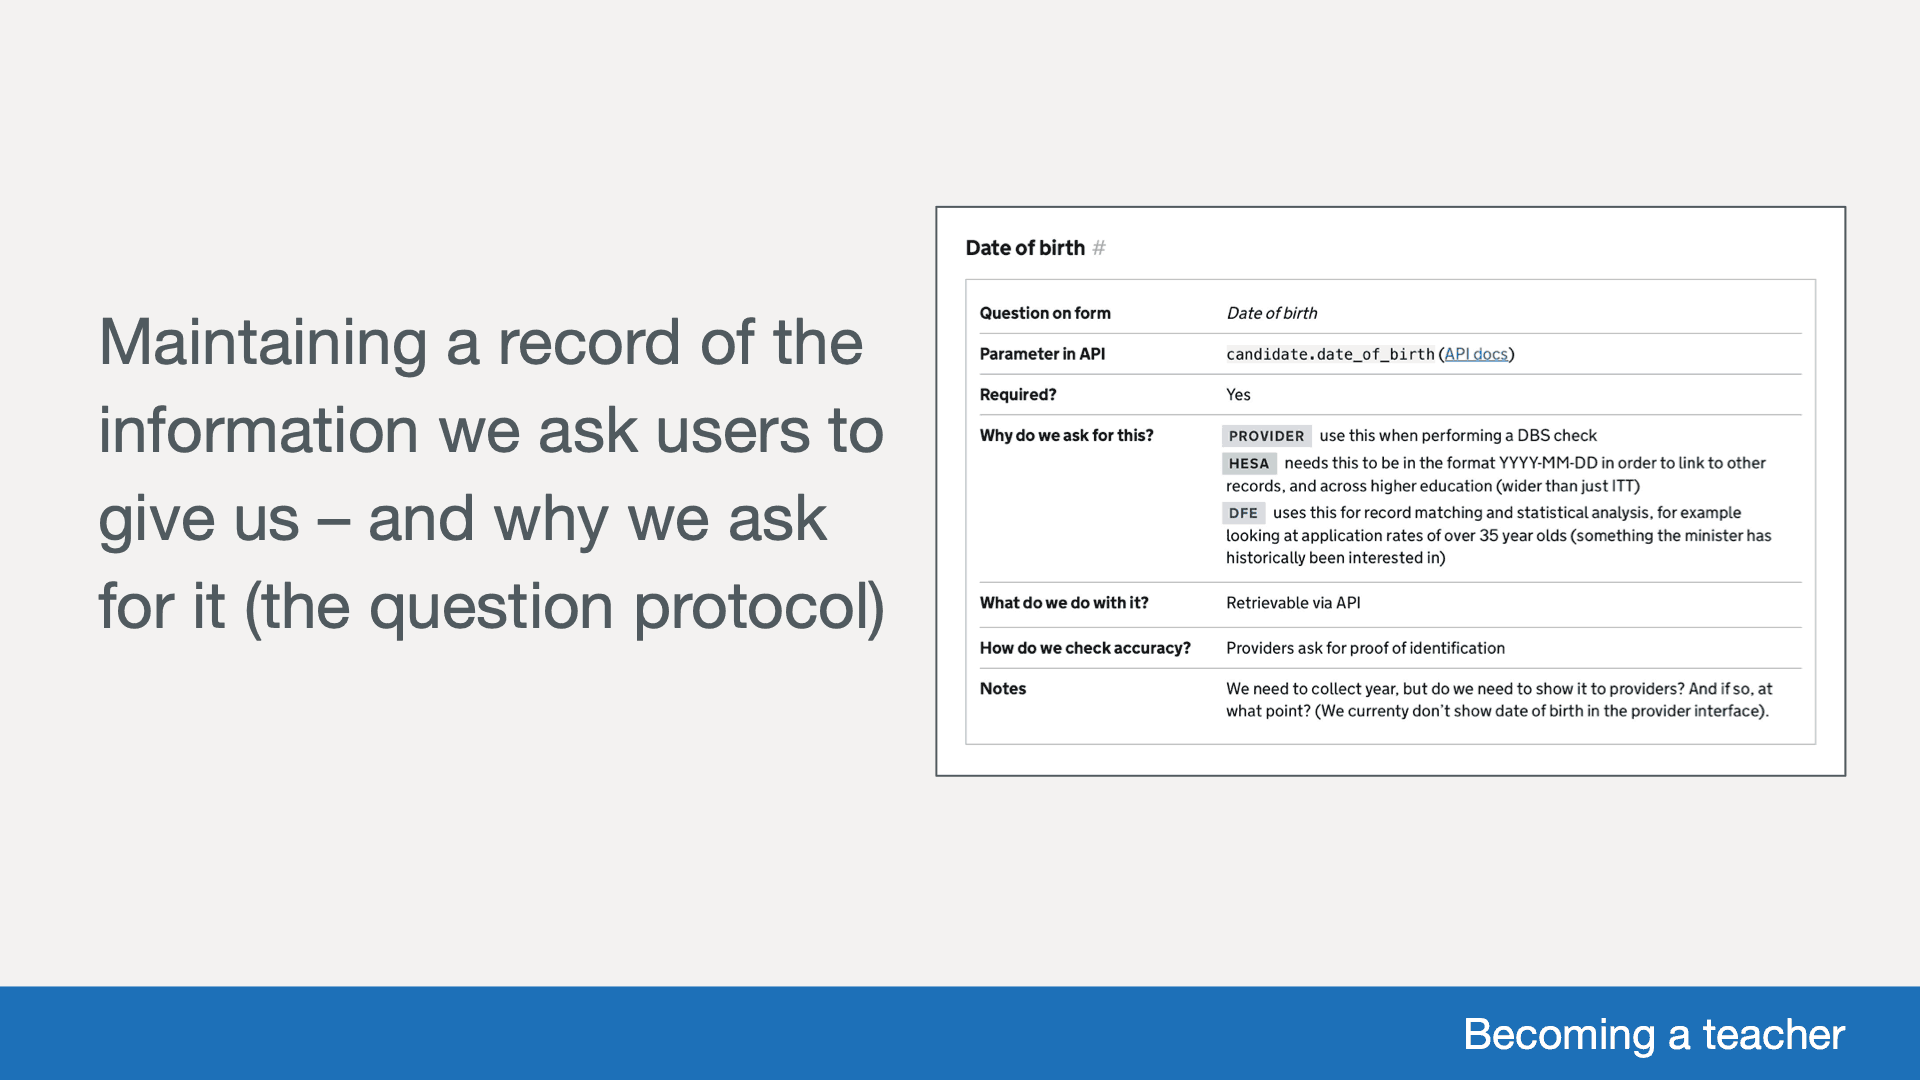 Maintaining a record of the
information we ask users to
give us – and why we ask
for it (the question protocol)
Date of birth #
Question on form Date of birth
Parameter in API candidate.date_of_birth (API docs)
Required? Yes
Why do we ask for this? PROVIDER use this when performing a DBS check
HESA needs this to be in the format YYYY-MM-DD in order to link to other
records, and across higher education (wider than just ITT)
DFE uses this for record matching and statistical analysis, for example
looking at application rates of over 35 year olds (something the minister has
historically been interested in)
What do we do with it? Retrievable via API
How do we check accuracy? Providers ask for proof of identification
Notes We need to collect year, but do we need to show it to providers? And if so, at
what point? (We currenty don’t show date of birth in the provider interface).
Becoming a teacher